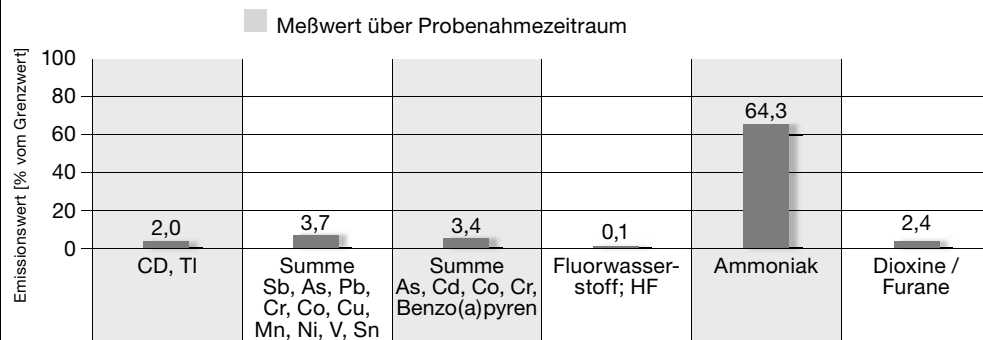 Meßwert über Probenahmezeitraum
Emissionswert [% vom Grenzwert]
100
80
60
40
20
0
2,0
3,7
3,4
0,1
64,3
2,4
CD, Tl
Summe
Sb, As, Pb,
Cr, Co, Cu,
Mn, Ni, V, Sn
Summe
As, Cd, Co, Cr,
Benzo(a)pyren
Fluorwasser-
stoff; HF
Ammoniak
Dioxine /
Furane